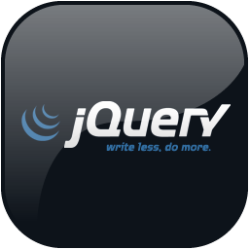 jQuery
write less, do more.